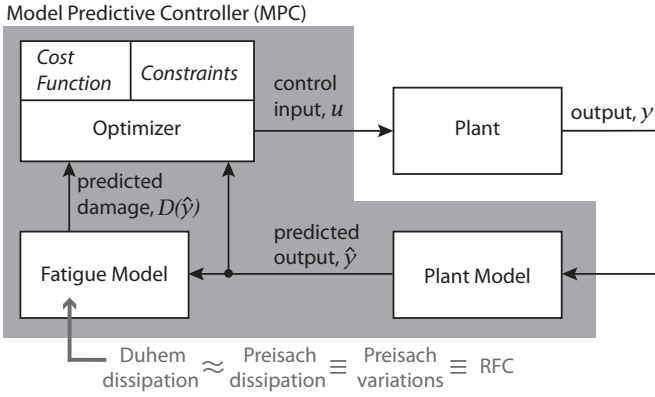 Model Predictive Controller (MPC)
Cost
Function
Constraints
Optimizer
control
input, u
Plant
output, y
predicted
damage, D(ŷ)
Fatigue Model
predicted
output, ŷ
Plant Model
Duhem
dissipation
≈
Preisach
dissipation
≡
Preisach
variations
≡
RFC